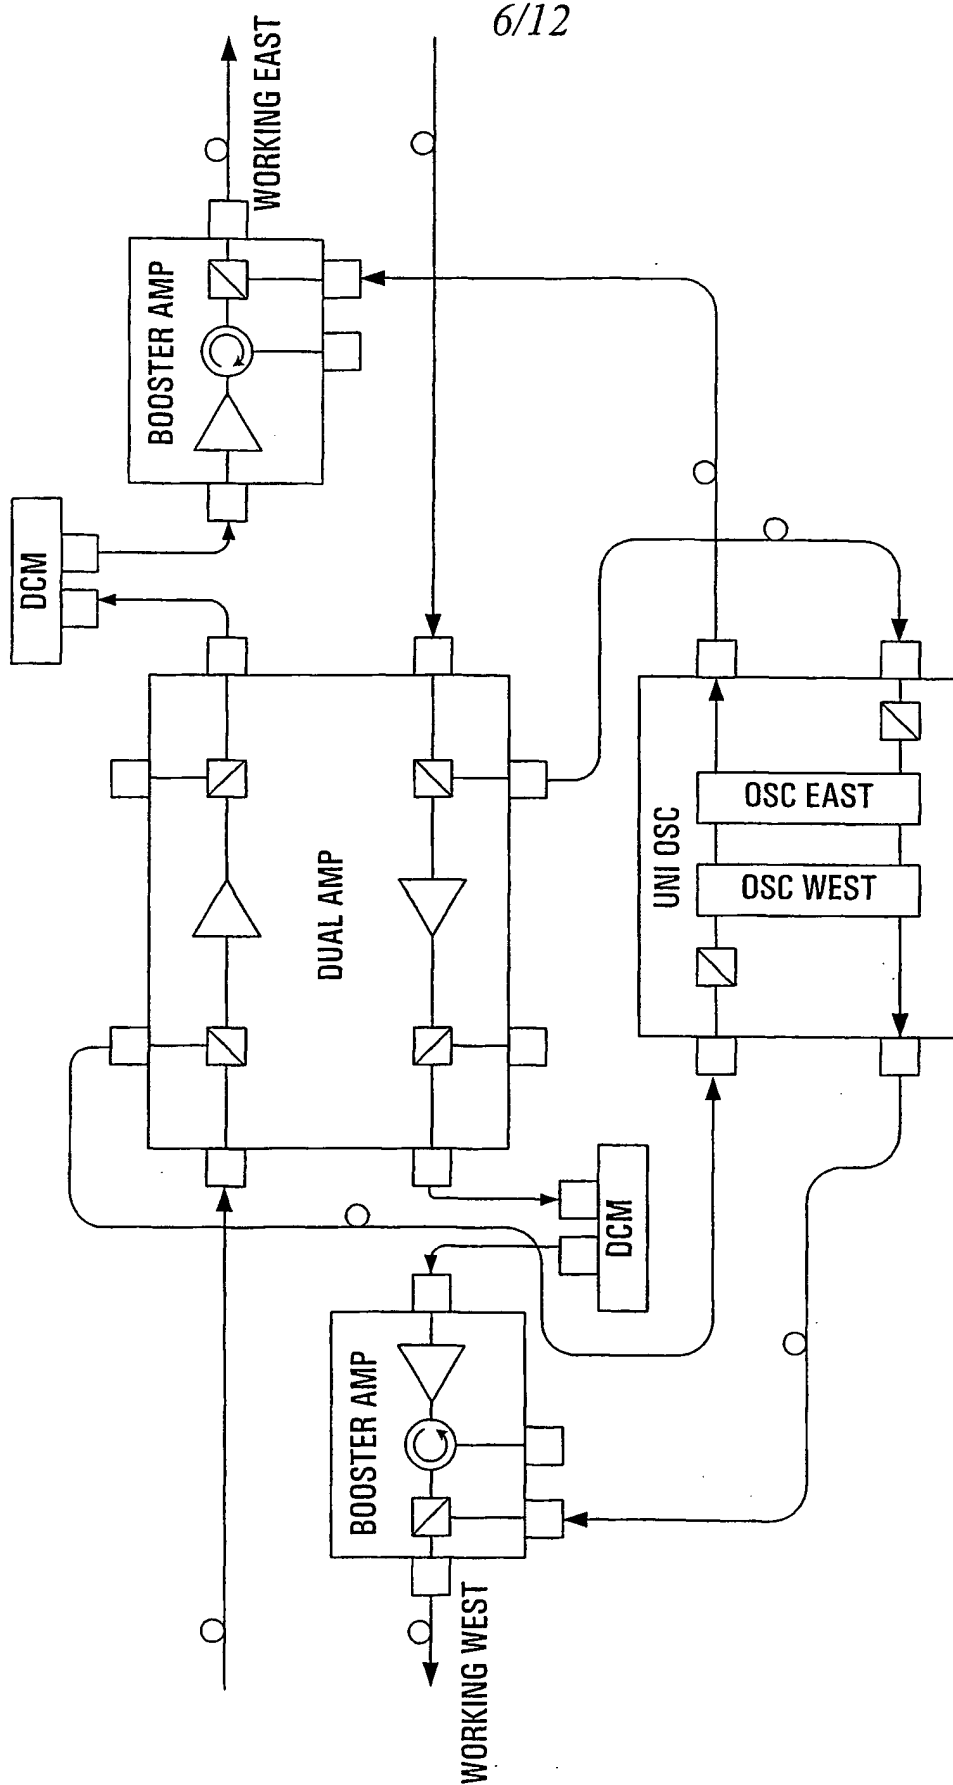 6/12
WORKING EAST
BOOSTER AMP
DCM
DUAL AMP
UNI OSC
OSC EAST
OSC WEST
DCM
BOOSTER AMP
WORKING WEST